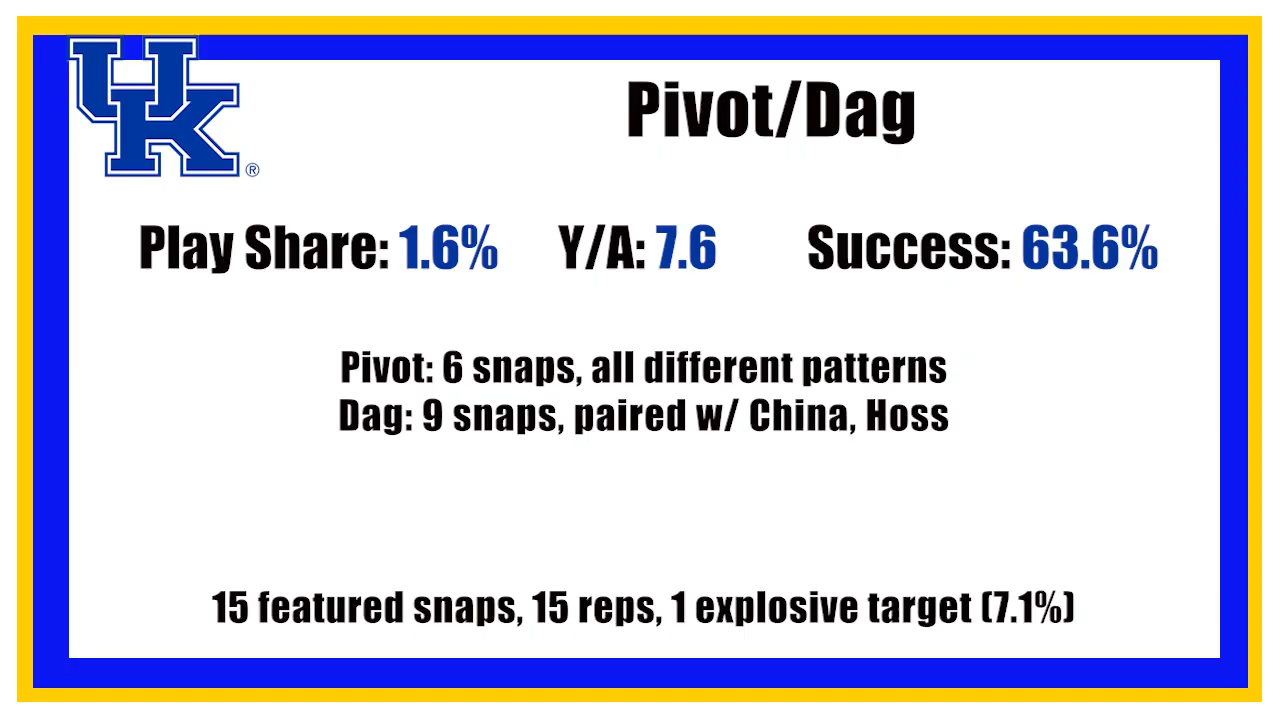 UK®
Pivot/Dag
Play Share: 1.6% Y/A: 7.6 Success: 63.6%
Pivot: 6 snaps, all different patterns
Dag: 9 snaps, paired w/ China, Hoss
15 featured snaps, 15 reps, 1 explosive target (7.1%)